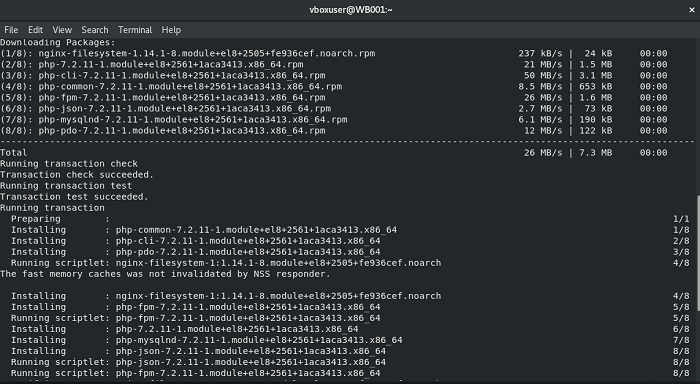 vboxuser@WB001:~
File Edit View Search Terminal Help
Downloading Packages:
(1/8): nginx-filesystem-1.14.1-8.module+el8+2505+fe936cef.noarch.rpm 237 kB/s | 24 kB 00:00
(2/8): php-7.2.11-1.module+el8+2561+1aca3413.x86_64.rpm 21 MB/s | 1.5 MB 00:00
(3/8): php-cli-7.2.11-1.module+el8+2561+1aca3413.x86_64.rpm 50 MB/s | 3.1 MB 00:00
(4/8): php-common-7.2.11-1.module+el8+2561+1aca3413.x86_64.rpm 8.5 MB/s | 653 kB 00:00
(5/8): php-fpm-7.2.11-1.module+el8+2561+1aca3413.x86_64.rpm 26 MB/s | 1.6 MB 00:00
(6/8): php-json-7.2.11-1.module+el8+2561+1aca3413.x86_64.rpm 2.7 MB/s | 73 kB 00:00
(7/8): php-mysqlnd-7.2.11-1.module+el8+2561+1aca3413.x86_64.rpm 6.1 MB/s | 190 kB 00:00
(8/8): php-pdo-7.2.11-1.module+el8+2561+1aca3413.x86_64.rpm 12 MB/s | 122 kB 00:00
--------------------------------------------------------------------------------
Total 26 MB/s | 7.3 MB 00:00
Running transaction check
Transaction check succeeded.
Running transaction test
Transaction test succeeded.
Running transaction
Preparing : 1/1
Installing : php-common-7.2.11-1.module+el8+2561+1aca3413.x86_64 1/8
Installing : php-cli-7.2.11-1.module+el8+2561+1aca3413.x86_64 2/8
Installing : php-pdo-7.2.11-1.module+el8+2561+1aca3413.x86_64 3/8
Running scriptlet: nginx-filesystem-1:1.14.1-8.module+el8+2505+fe936cef.noarch 4/8
The fast memory caches was not invalidated by NSS responder.
Installing : nginx-filesystem-1:1.14.1-8.module+el8+2505+fe936cef.noarch 4/8
Installing : php-fpm-7.2.11-1.module+el8+2561+1aca3413.x86_64 5/8
Running scriptlet: php-fpm-7.2.11-1.module+el8+2561+1aca3413.x86_64 5/8
Installing : php-7.2.11-1.module+el8+2561+1aca3413.x86_64 6/8
Installing : php-mysqlnd-7.2.11-1.module+el8+2561+1aca3413.x86_64 7/8
Installing : php-json-7.2.11-1.module+el8+2561+1aca3413.x86_64 8/8
Running scriptlet: php-json-7.2.11-1.module+el8+2561+1aca3413.x86_64 8/8
Running scriptlet: php-fpm-7.2.11-1.module+el8+2561+1aca3413.x86_64 8/8